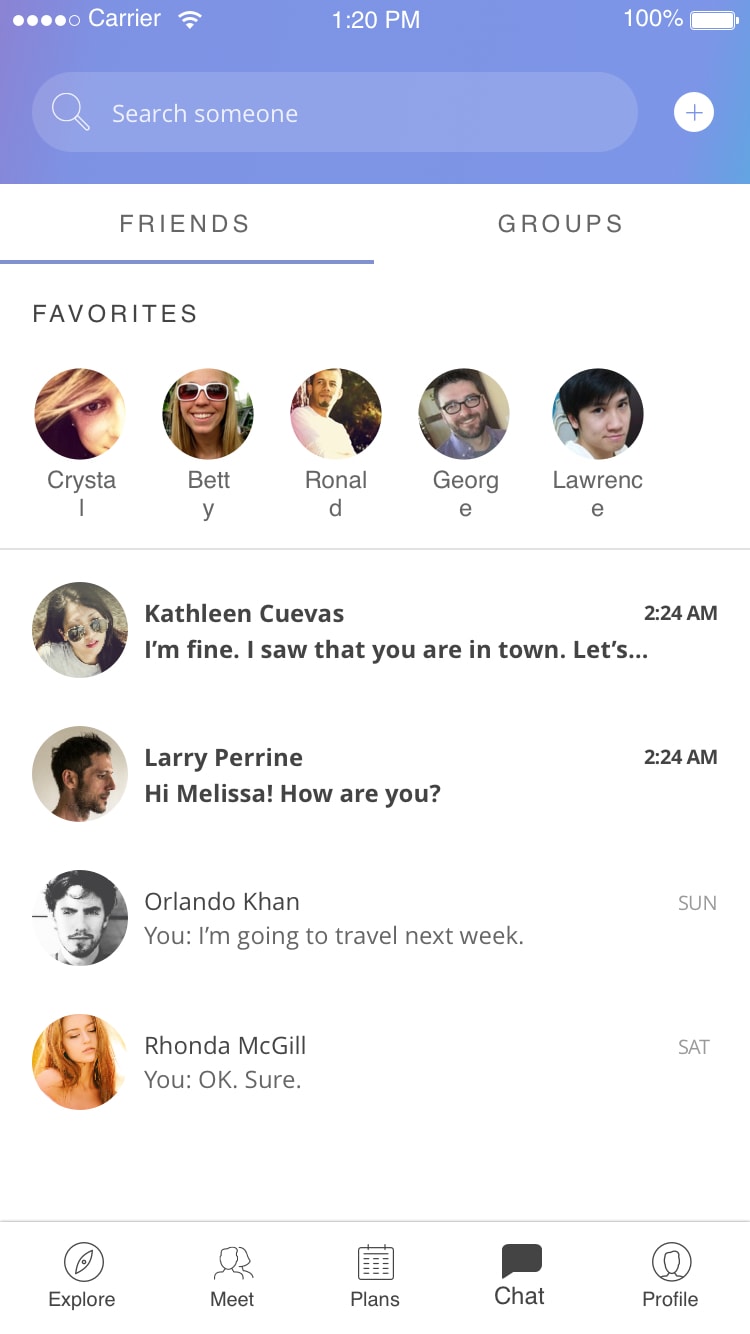 Carrier 1:20 PM 100%
Search someone
FRIENDS GROUPS
FAVORITES
Crysta Bett Ronal Georg Lawrenc
l y d e e
Kathleen Cuevas 2:24 AM
I’m fine. I saw that you are in town. Let’s...
Larry Perrine 2:24 AM
Hi Melissa! How are you?
Orlando Khan SUN
You: I’m going to travel next week.
Rhonda McGill SAT
You: OK. Sure.
Explore Meet Plans Chat Profile